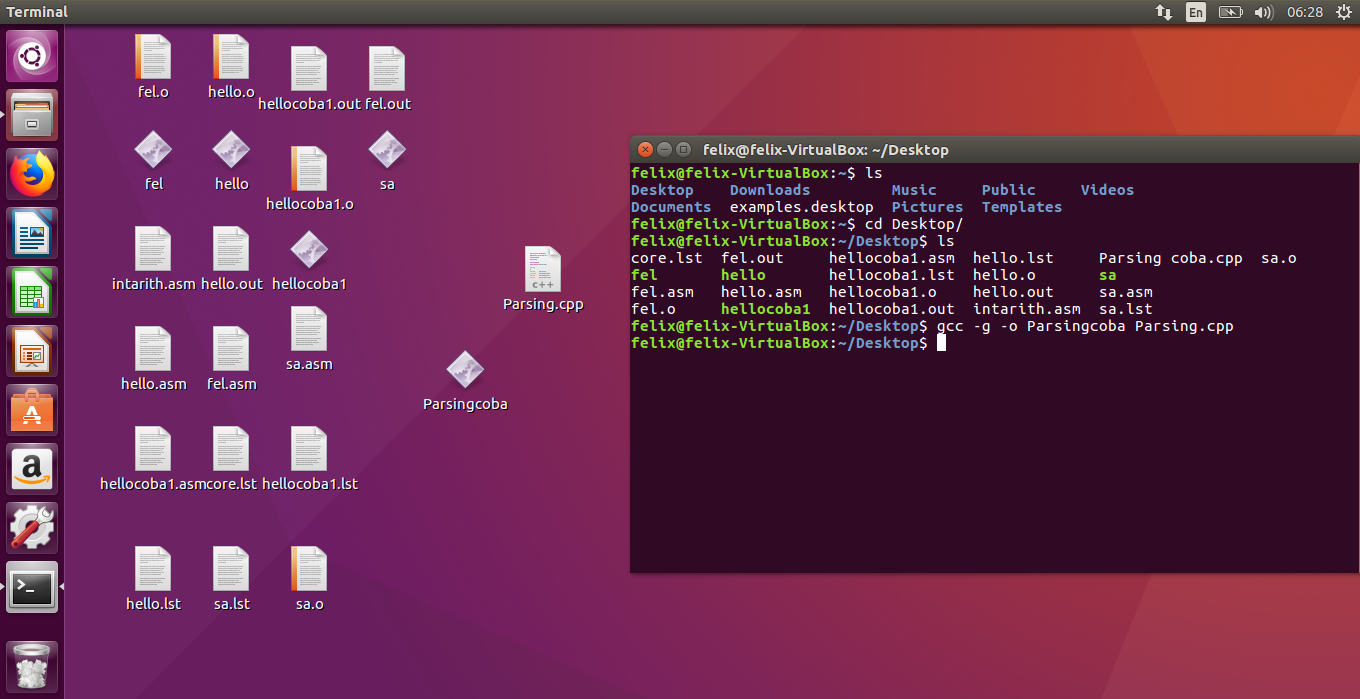 Terminal
En
06:28
fel.o
hello.o
hellocoba1.out
fel.out
fel
hello
hellocoba1.o
sa
intarith.asm
hello.out
hellocoba1
hello.asm
fel.asm
sa.asm
hellocoba1.asm
core.lst
hellocoba1.lst
hello.lst
sa.lst
sa.o
Parsing.cpp
Parsingcoba
felix@felix-VirtualBox: ~/Desktop
felix@felix-VirtualBox:~$ ls
Desktop Downloads Music Public Videos
Documents examples.desktop Pictures Templates
felix@felix-VirtualBox:~$ cd Desktop/
felix@felix-VirtualBox:~/Desktop$ ls
core.lst fel.out hellocoba1.asm hello.lst Parsing coba.cpp sa.o
fel hello hellocoba1.lst hello.o sa
fel.asm hello.asm hellocoba1.o hello.out sa.asm
fel.o hellocoba1 hellocoba1.out intarith.asm sa.lst
felix@felix-VirtualBox:~/Desktop$ gcc -g -o Parsingcoba Parsing.cpp
felix@felix-VirtualBox:~/Desktop$